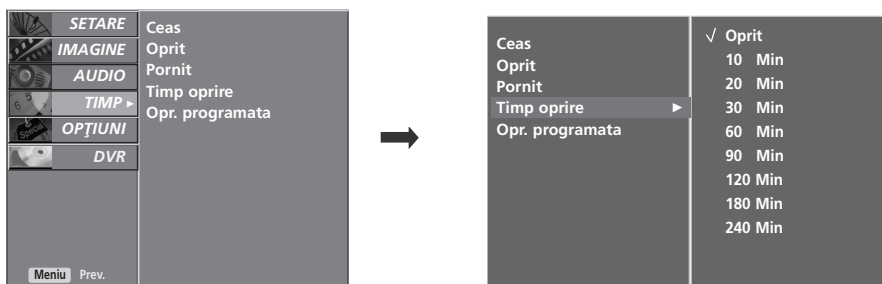 SETARE
IMAGINE
AUDIO
TIMP ►
OPŢIUNI
DVR
Ceas
Oprit
Pornit
Timp oprire
Opr. programata
Meniu Prev.
Ceas
Oprit
Pornit
Timp oprire ►
Opr. programata
√ Oprit
10 Min
20 Min
30 Min
60 Min
90 Min
120 Min
180 Min
240 Min